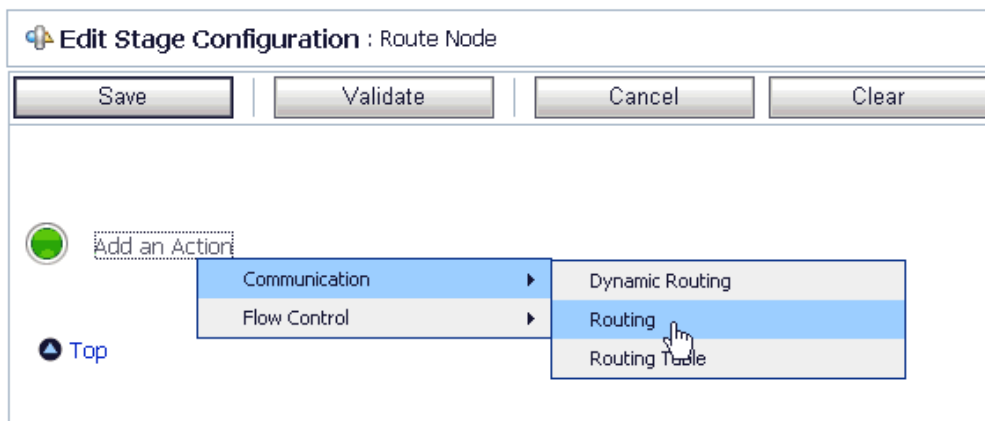 Edit Stage Configuration : Route Node
Save Validate Cancel Clear
Add an Action
Communication Dynamic Routing
Flow Control Routing
Top Routing Table